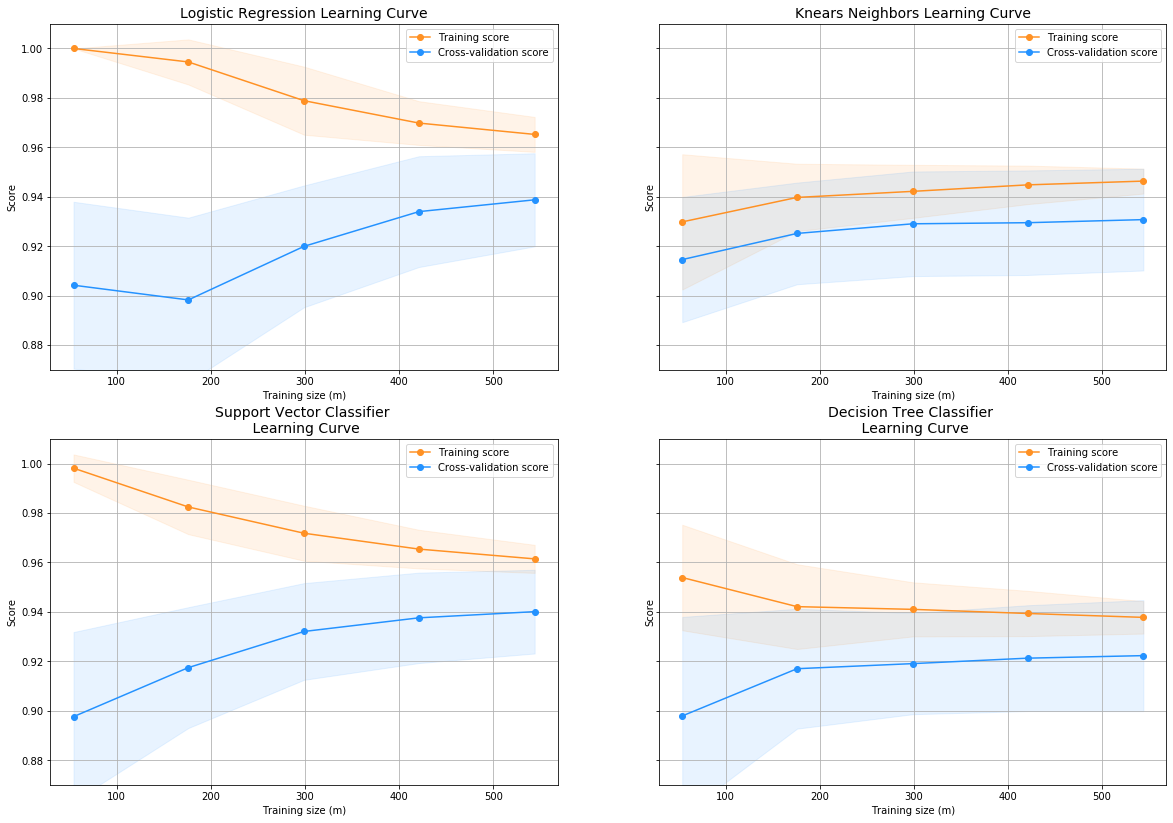 Logistic Regression Learning Curve
Training score
Cross-validation score
1.00
0.98
0.96
0.94
0.92
0.90
0.88
Score
100 200 300 400 500
Training size (m)
Knears Neighbors Learning Curve
Training score
Cross-validation score
Score
100 200 300 400 500
Training size (m)
Support Vector Classifier
Learning Curve
Training score
Cross-validation score
1.00
0.98
0.96
0.94
0.92
0.90
0.88
Score
100 200 300 400 500
Training size (m)
Decision Tree Classifier
Learning Curve
Training score
Cross-validation score
Score
100 200 300 400 500
Training size (m)